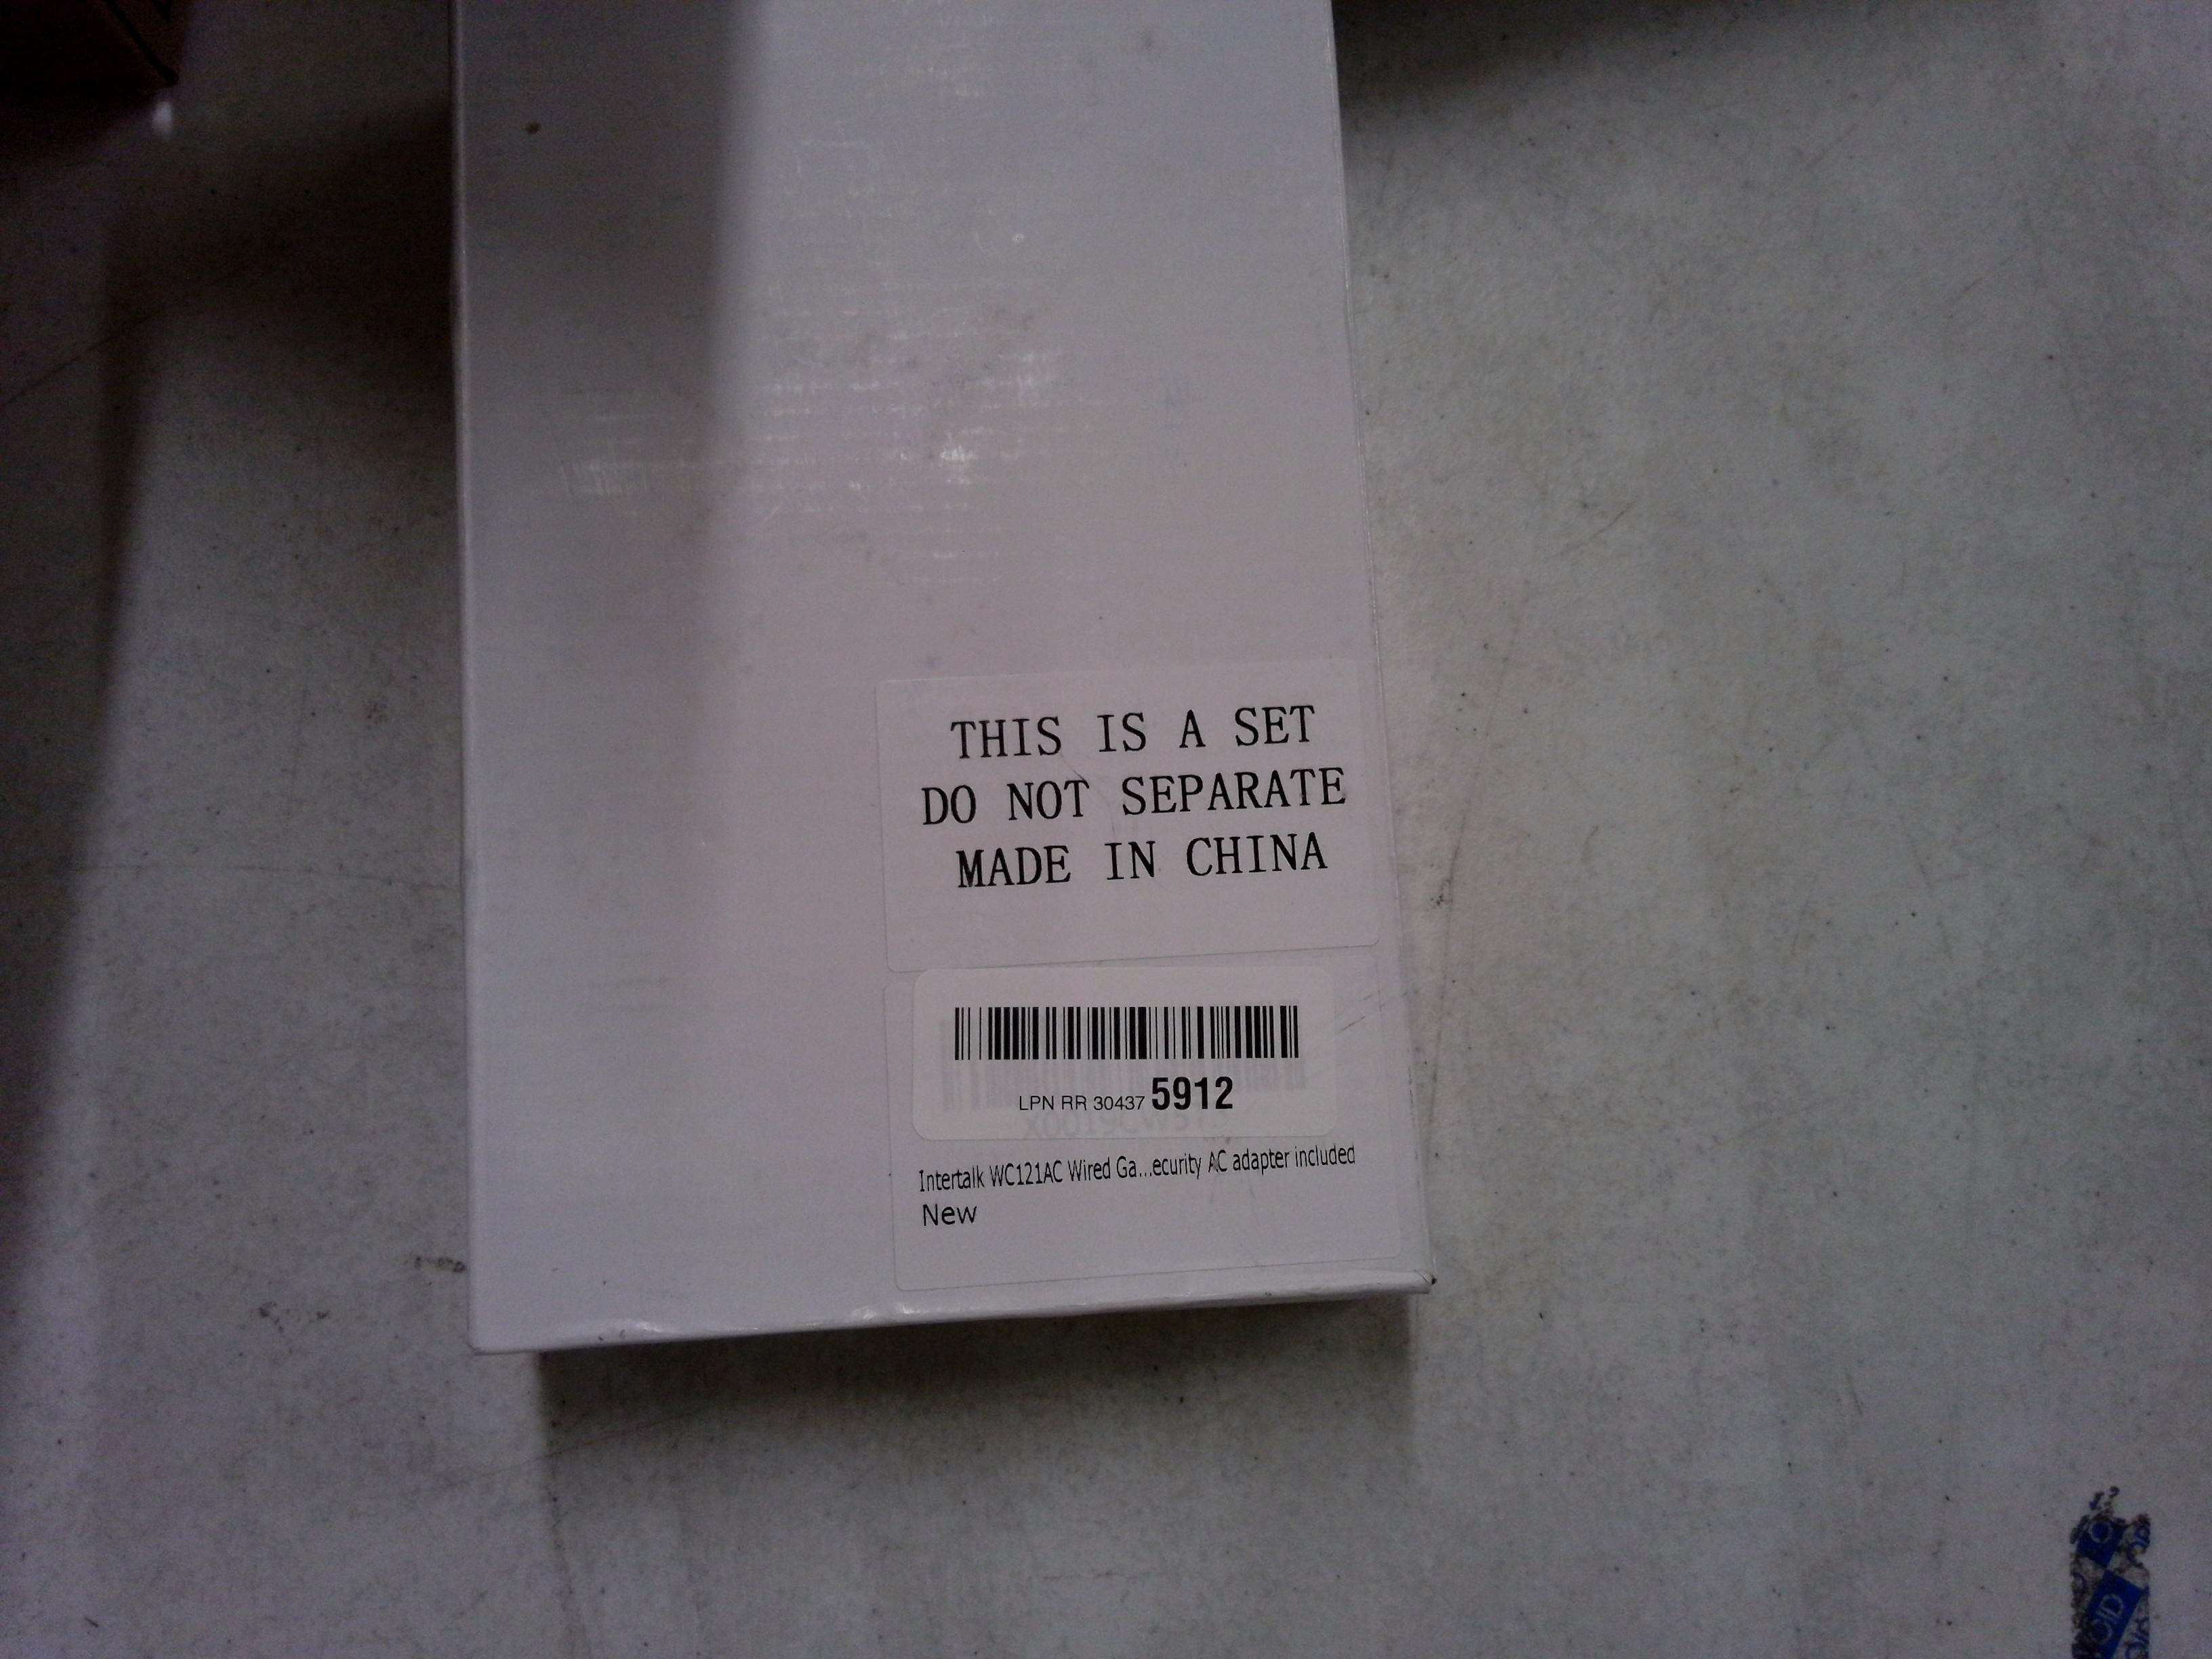 THIS IS A SET
DO NOT SEPARATE
MADE IN CHINA
LPN RR 30437 5912
Intertalk WC121AC Wired Ga...ecurity AC adapter included
New